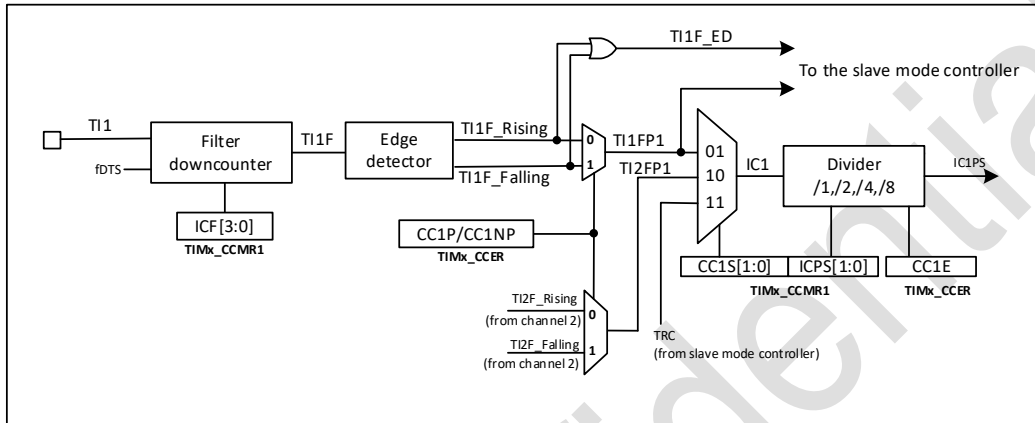 TI1F_ED
To the slave mode controller
TI1
Filter
downcounter
fDTS
TI1F
Edge
detector
TI1F_Rising
TI1F_Falling
0
1
TI1FP1
TI2FP1
01
10
11
IC1
Divider
/1,/2,/4,/8
IC1PS
ICF[3:0]
TIMx_CCMR1
CC1P/CC1NP
TIMx_CCER
CC1S[1:0]
ICPS[1:0]
TIMx_CCMR1
CC1E
TIMx_CCER
TI2F_Rising
(from channel 2)
TI2F_Falling
(from channel 2)
0
1
TRC
(from slave mode controller)